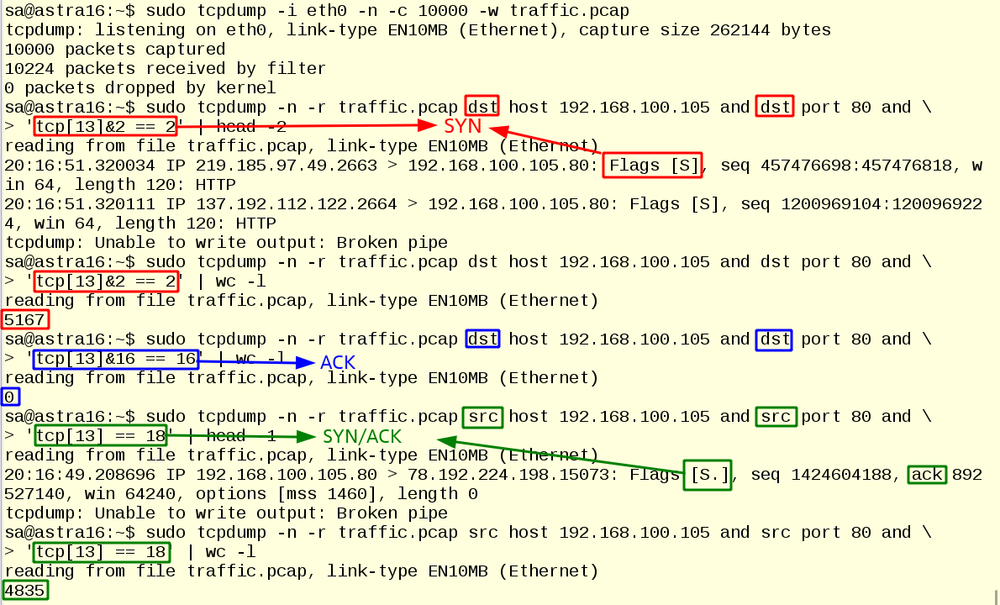 sa@astra16:~$ sudo tcpdump -i eth0 -n -c 10000 -w traffic.pcap
tcpdump: listening on eth0, link-type EN10MB (Ethernet), capture size 262144 bytes
10000 packets captured
10224 packets received by filter
0 packets dropped by kernel
sa@astra16:~$ sudo tcpdump -n -r traffic.pcap dst host 192.168.100.105 and dst port 80 and \
> 'tcp[13]&2 == 2' | head -2 SYN
reading from file traffic.pcap, link-type EN10MB (Ethernet)
20:16:51.320034 IP 219.185.97.49.2663 > 192.168.100.105.80: Flags [S], seq 457476698:457476818, w
in 64, length 120: HTTP
20:16:51.320111 IP 137.192.112.122.2664 > 192.168.100.105.80: Flags [S], seq 1200969104:120096922
4, win 64, length 120: HTTP
tcpdump: Unable to write output: Broken pipe
sa@astra16:~$ sudo tcpdump -n -r traffic.pcap dst host 192.168.100.105 and dst port 80 and \
> 'tcp[13]&2 == 2' | wc -l
reading from file traffic.pcap, link-type EN10MB (Ethernet)
5167
sa@astra16:~$ sudo tcpdump -n -r traffic.pcap dst host 192.168.100.105 and dst port 80 and \
> 'tcp[13]&16 == 16' | wc -l ACK
reading from file traffic.pcap, link-type EN10MB (Ethernet)
0
sa@astra16:~$ sudo tcpdump -n -r traffic.pcap src host 192.168.100.105 and src port 80 and \
> 'tcp[13] == 18' | head -1 SYN/ACK
reading from file traffic.pcap, link-type EN10MB (Ethernet)
20:16:49.208696 IP 192.168.100.105.80 > 78.192.224.198.15073: Flags [S.], seq 1424604188, ack 892
527140, win 64240, options [mss 1460], length 0
tcpdump: Unable to write output: Broken pipe
sa@astra16:~$ sudo tcpdump -n -r traffic.pcap src host 192.168.100.105 and src port 80 and \
> 'tcp[13] == 18' | wc -l
reading from file traffic.pcap, link-type EN10MB (Ethernet)
4835